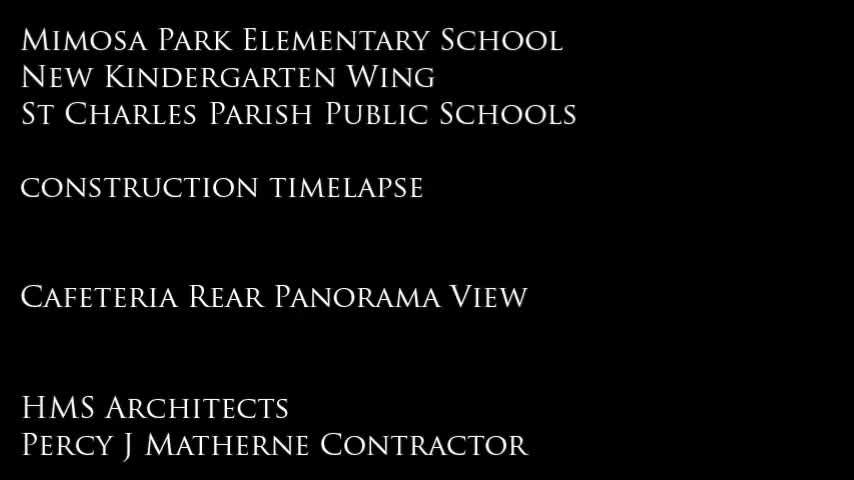 Mimosa Park Elementary School
New Kindergarten Wing
St Charles Parish Public Schools
construction timelapse
Cafeteria Rear Panorama View
HMS Architects
Percy J Matherne Contractor